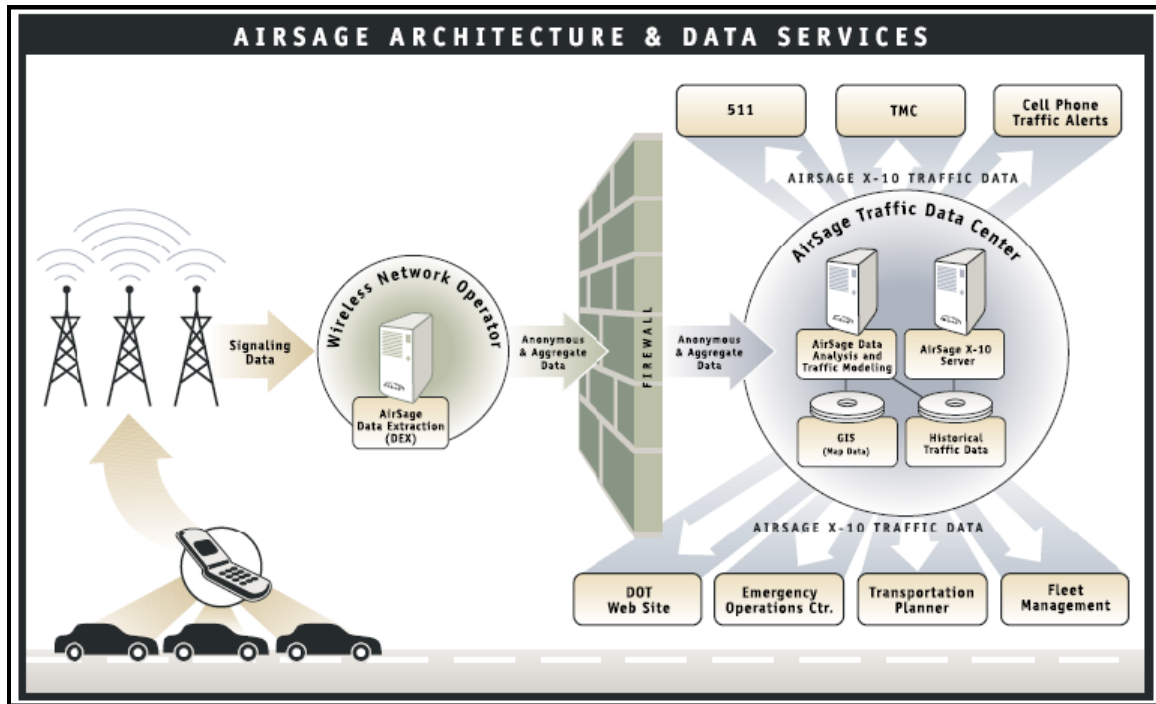 AIRSAGE ARCHITECTURE & DATA SERVICES
511
TMC
Cell Phone
Traffic Alerts
AIRSAGE X-10 TRAFFIC DATA
AirSage Traffic Data Center
Wireless Network Operator
Signaling
Data
AirSage
Data Extraction
(DEX)
Anonymous
& Aggregate
Data
FIREWALL
Anonymous
& Aggregate
Data
AirSage Data
Analysis and
Traffic Modeling
AirSage X-10
Server
GIS
(Map Data)
Historical
Traffic Data
AIRSAGE X-10 TRAFFIC DATA
DOT
Web Site
Emergency
Operations Ctr.
Transportation
Planner
Fleet
Management